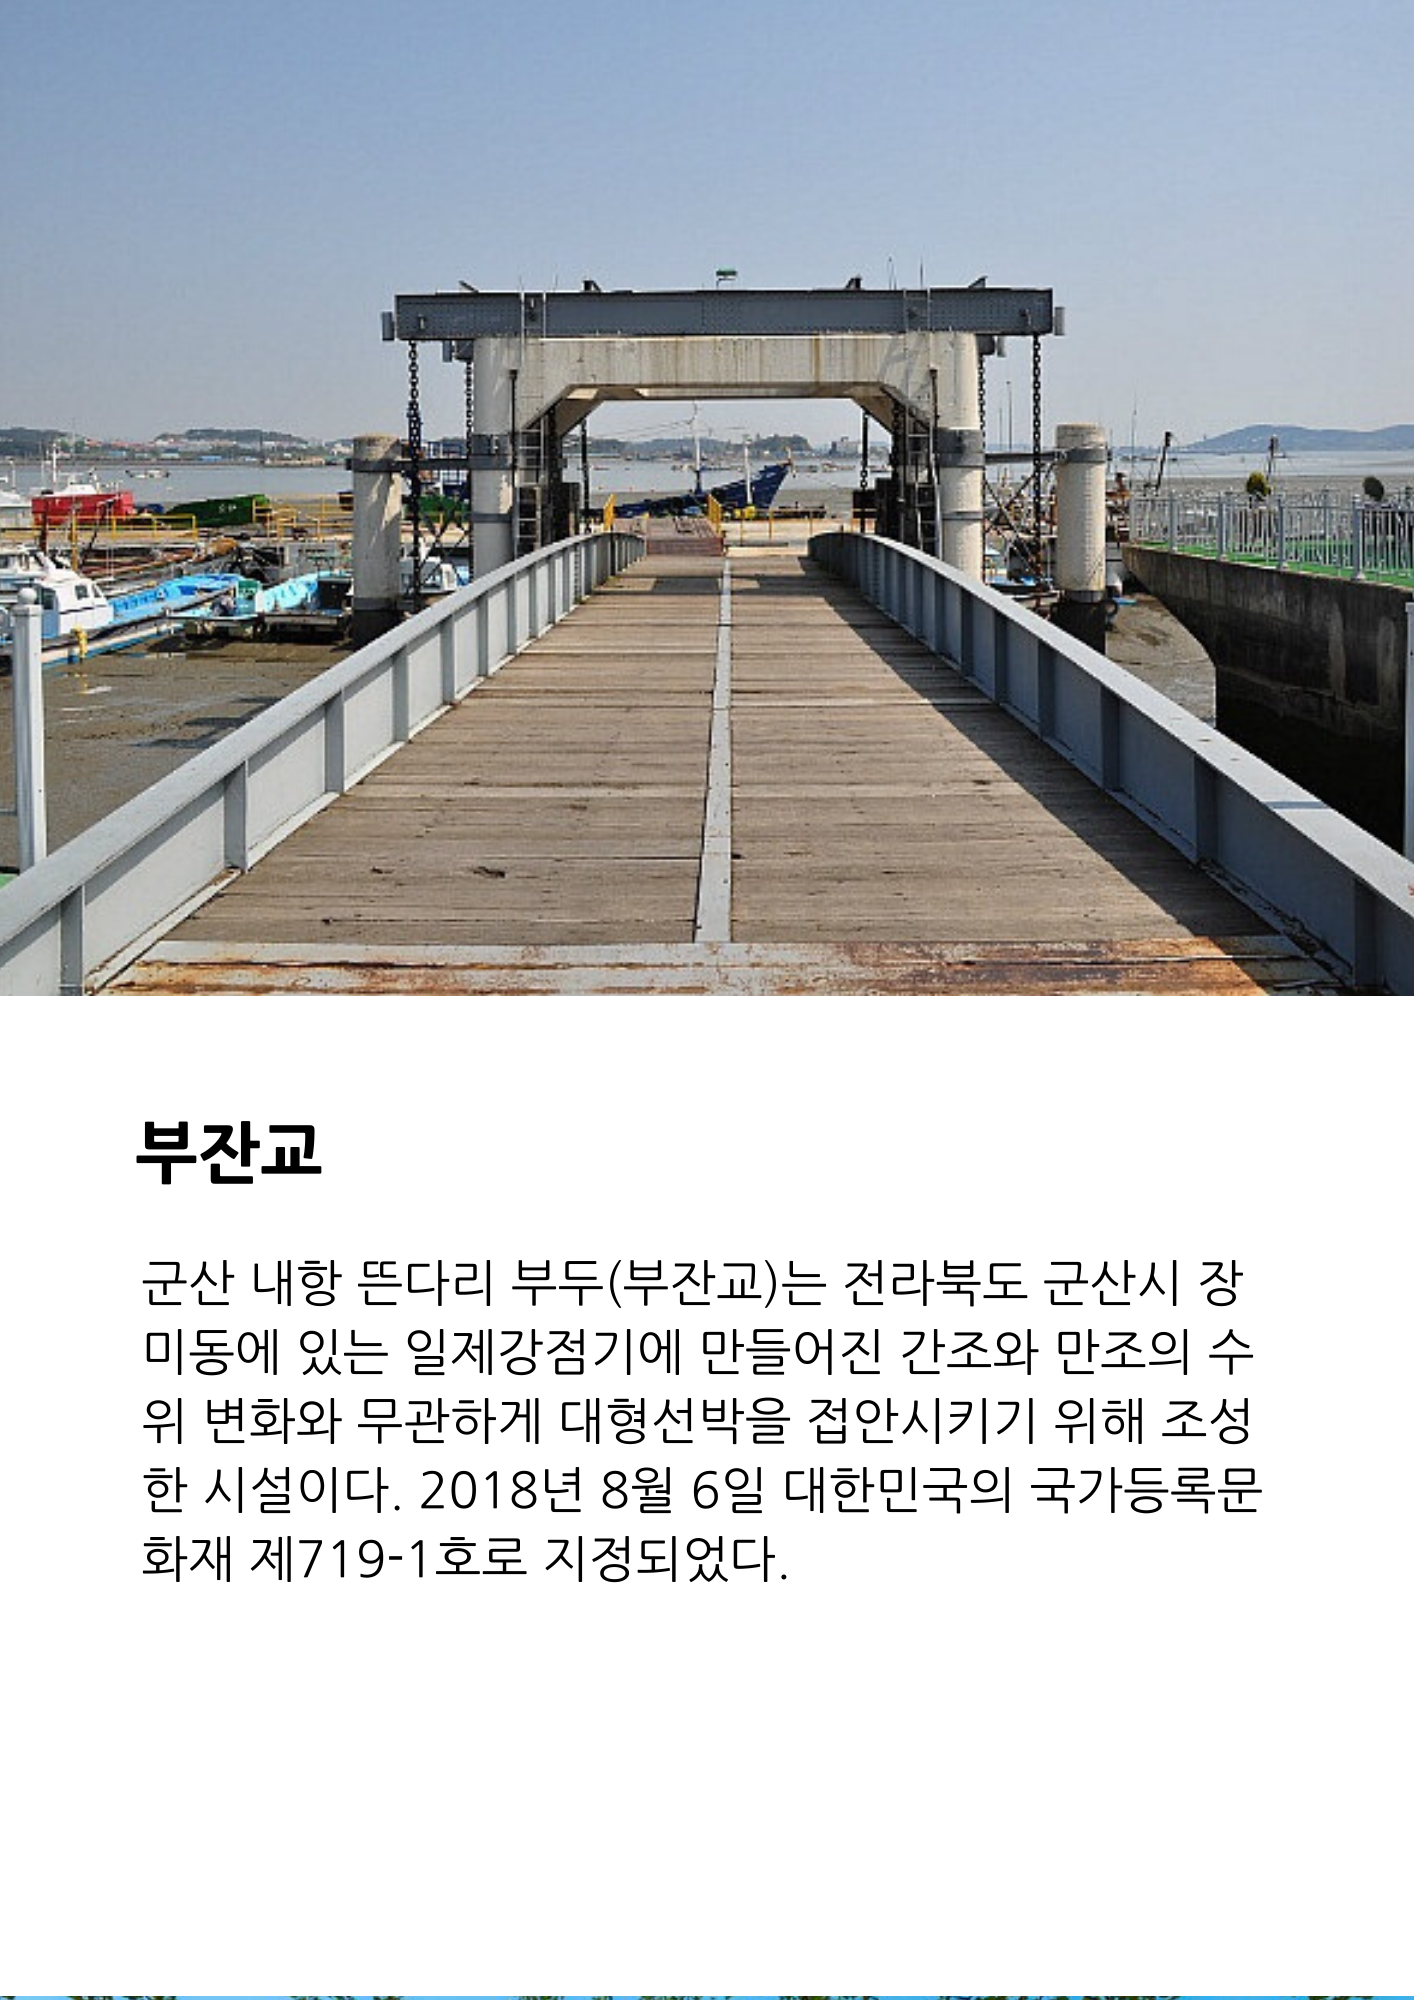 부잔교
군산 내항 뜬다리 부두(부잔교)는 전라북도 군산시 장
미동에 있는 일제강점기에 만들어진 간조와 만조의 수
위 변화와 무관하게 대형선박을 접안시키기 위해 조성
한 시설이다. 2018년 8월 6일 대한민국의 국가등록문
화재 제719-1호로 지정되었다.